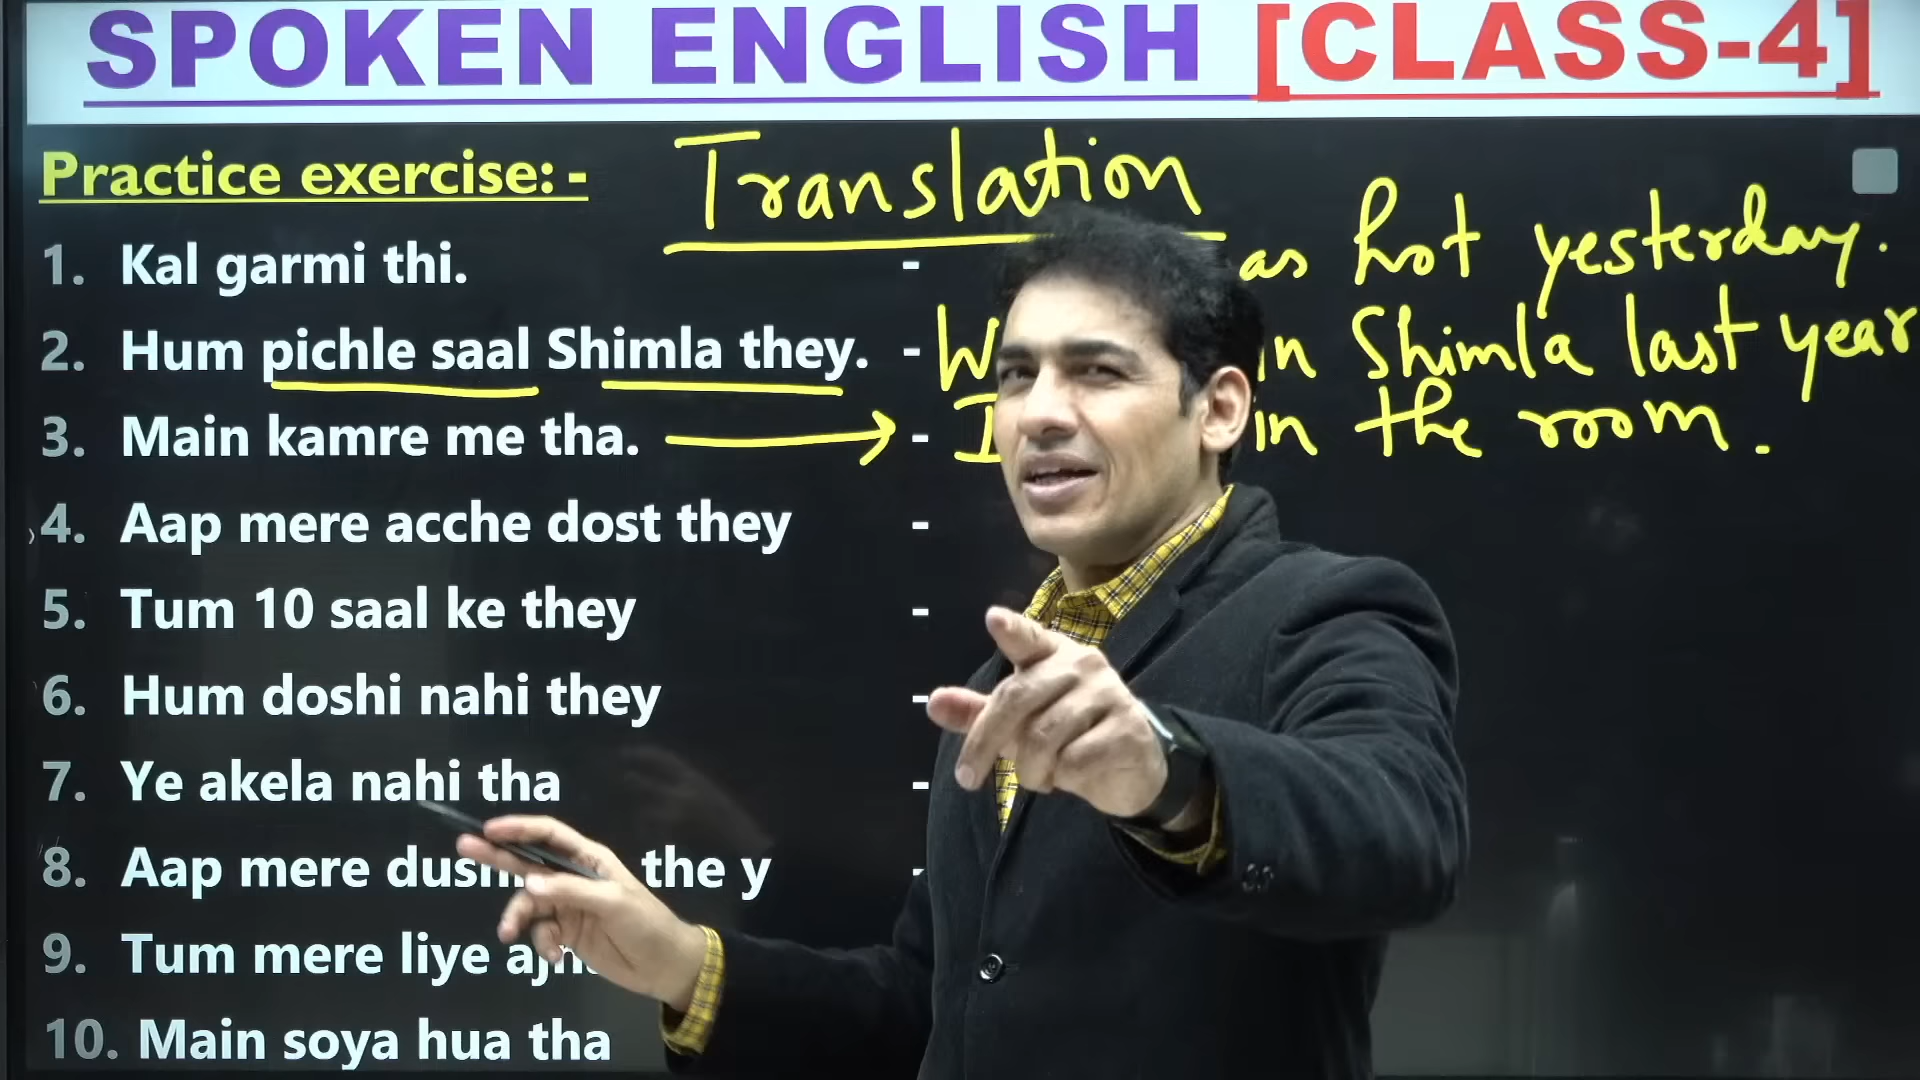 SPOKEN ENGLISH [CLASS-4]
Practice exercise: -
Translation
1. Kal garmi thi. - as hot yesterday.
2. Hum pichle saal Shimla they. - in Shimla last year
3. Main kamre me tha. → - I in the room.
4. Aap mere acche dost they -
5. Tum 10 saal ke they -
6. Hum doshi nahi they -
7. Ye akela nahi tha -
8. Aap mere the y -
9. Tum mere liye
10. Main soya hua tha